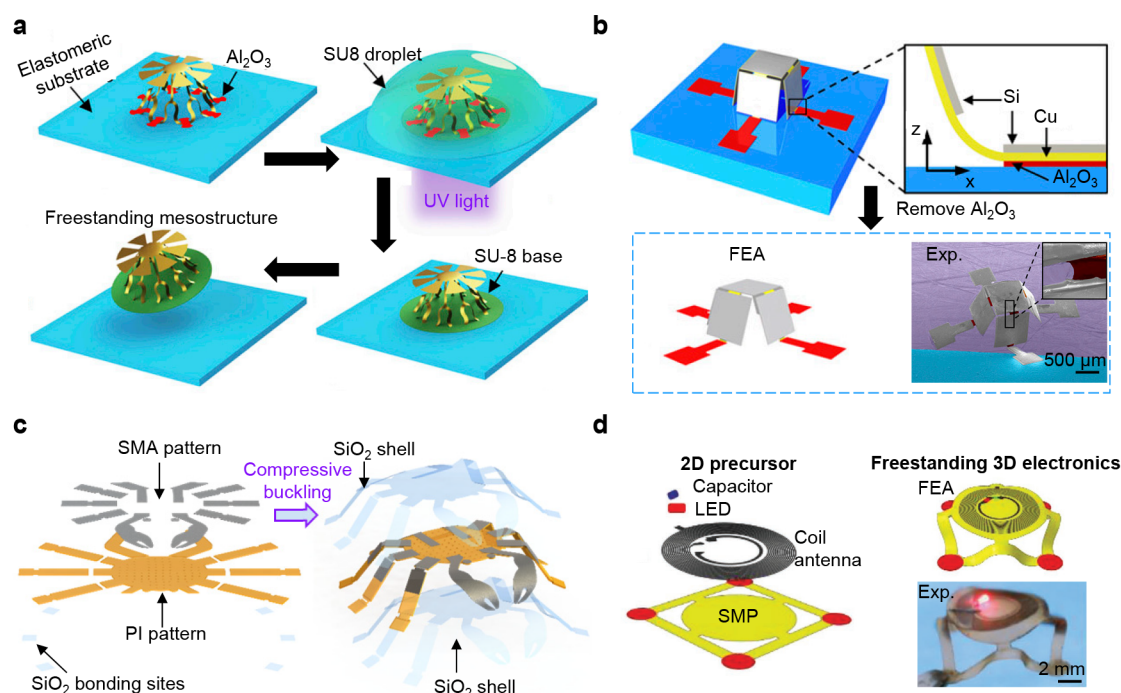 a
Elastomeric
substrate
Al₂O₃
SU8 droplet
UV light
Freestanding mesostructure
SU-8 base
b
Si
Cu
z
x
Al₂O₃
Remove Al₂O₃
FEA
Exp.
500 μm
c
SMA pattern
Compressive
buckling
SiO₂ shell
PI pattern
SiO₂ bonding sites
SiO₂ shell
d
2D precursor
Capacitor
LED
Coil
antenna
SMP
Freestanding 3D electronics
FEA
Exp.
2 mm